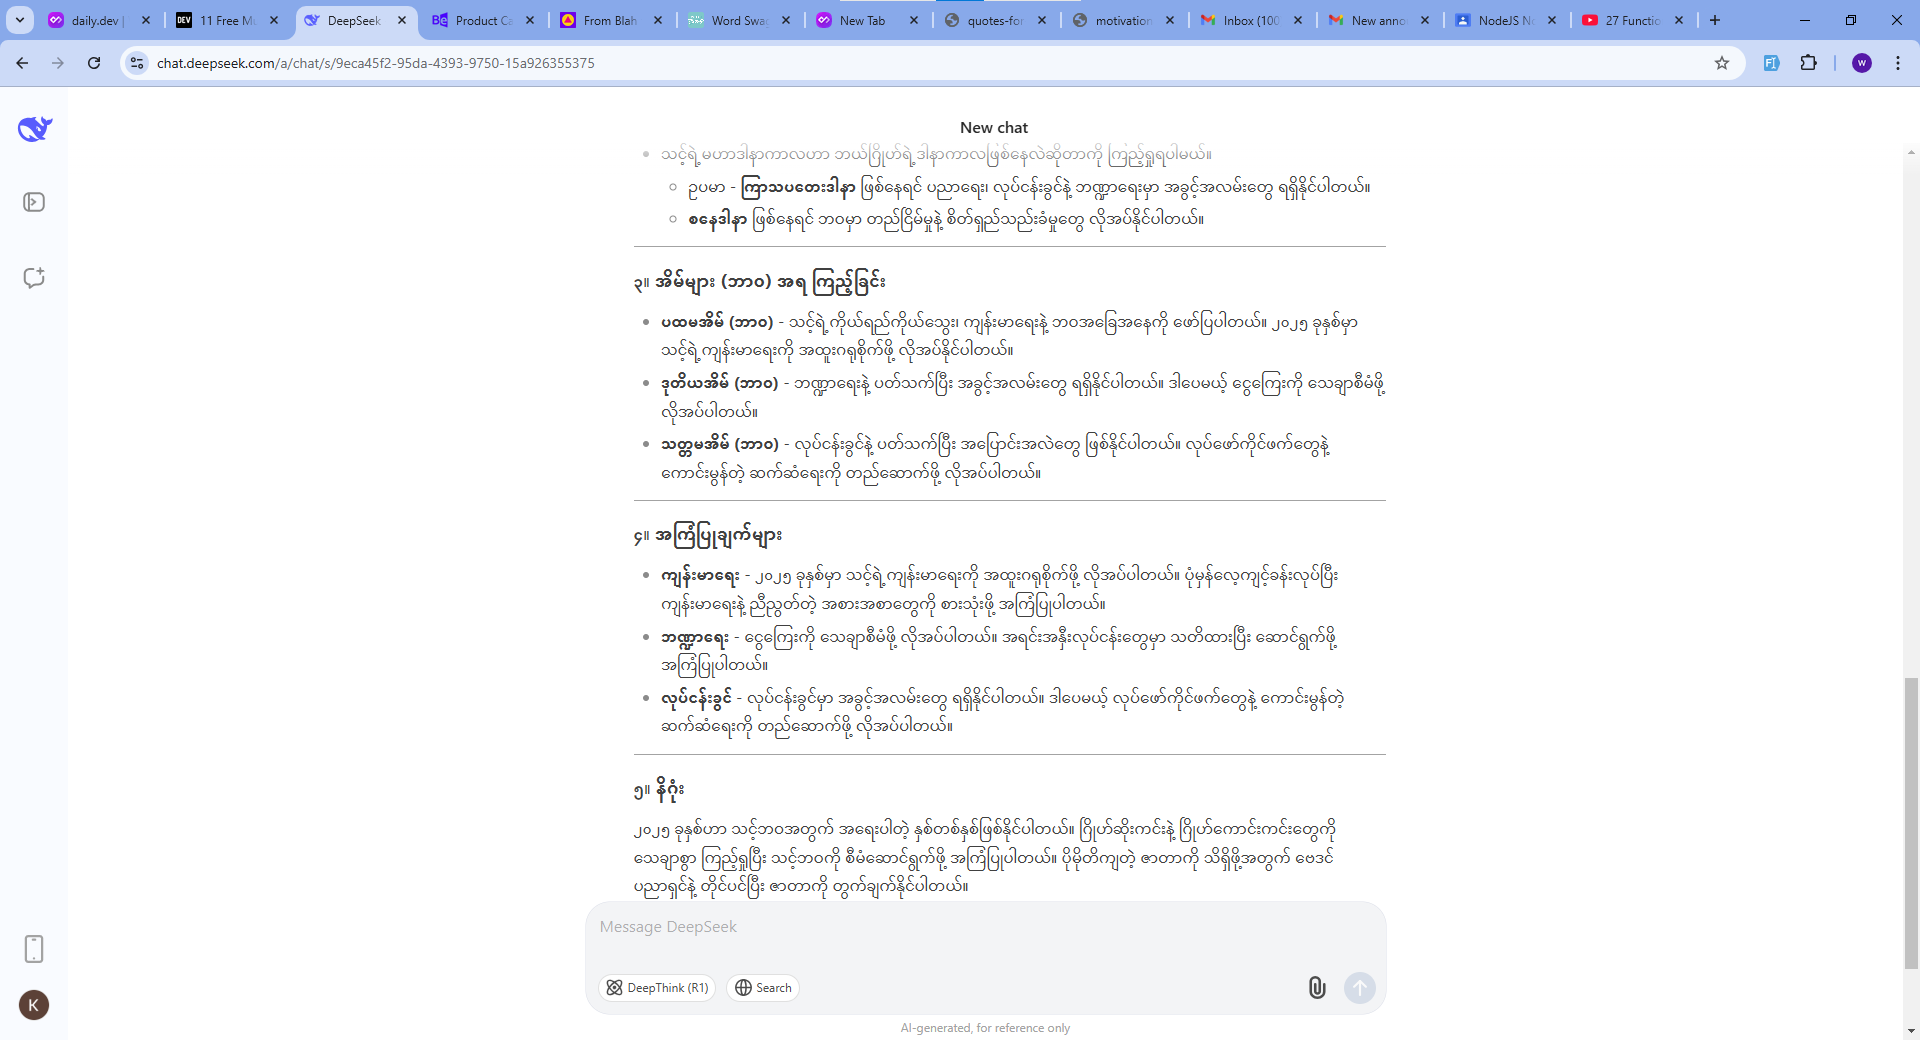 daily.dev |
11 Free Mu
DeepSeek
Product Ca
From Blah
Word Swac
New Tab
quotes-for
motivation
Inbox (100
New anno
NodeJS No
27 Functio
chat.deepseek.com/a/chat/s/9eca45f2-95da-4393-9750-15a926355375
W
New chat
သင့်ရဲ့ မဟာဒါနာကာလဟာ ဘယ်ဂြိုဟ်ရဲ့ ဒါနာကာလဖြစ်နေလဲဆိုတာကို ကြည့်ရှုရပါမယ်။
ဥပမာ - ကြာသပတေးဒါနာ ဖြစ်နေရင် ပညာရေး၊ လုပ်ငန်းခွင်နဲ့ ဘဏ္ဍာရေးမှာ အခွင့်အလမ်းတွေ ရရှိနိုင်ပါတယ်။
စနေဒါနာ ဖြစ်နေရင် ဘဝမှာ တည်ငြိမ်မှုနဲ့ စိတ်ရှည်သည်းခံမှုတွေ လိုအပ်နိုင်ပါတယ်။
၃။ အိမ်များ (ဘာဝ) အရ ကြည့်ခြင်း
ပထမအိမ် (ဘာဝ) - သင့်ရဲ့ ကိုယ်ရည်ကိုယ်သွေး၊ ကျန်းမာရေးနဲ့ ဘဝအခြေအနေကို ဖော်ပြပါတယ်။ ၂၀၂၅ ခုနှစ်မှာ
သင့်ရဲ့ ကျန်းမာရေးကို အထူးဂရုစိုက်ဖို့ လိုအပ်နိုင်ပါတယ်။
ဒုတိယအိမ် (ဘာဝ) - ဘဏ္ဍာရေးနဲ့ ပတ်သက်ပြီး အခွင့်အလမ်းတွေ ရရှိနိုင်ပါတယ်။ ဒါပေမယ့် ငွေကြေးကို သေချာစီမံဖို့
လိုအပ်ပါတယ်။
သတ္တမအိမ် (ဘာဝ) - လုပ်ငန်းခွင်နဲ့ ပတ်သက်ပြီး အပြောင်းအလဲတွေ ဖြစ်နိုင်ပါတယ်။ လုပ်ဖော်ကိုင်ဖက်တွေနဲ့
ကောင်းမွန်တဲ့ ဆက်ဆံရေးကို တည်ဆောက်ဖို့ လိုအပ်ပါတယ်။
၄။ အကြံပြုချက်များ
ကျန်းမာရေး - ၂၀၂၅ ခုနှစ်မှာ သင့်ရဲ့ ကျန်းမာရေးကို အထူးဂရုစိုက်ဖို့ လိုအပ်ပါတယ်။ ပုံမှန်လေ့ကျင့်ခန်းလုပ်ပြီး
ကျန်းမာရေးနဲ့ ညီညွတ်တဲ့ အစားအစာတွေကို စားသုံးဖို့ အကြံပြုပါတယ်။
ဘဏ္ဍာရေး - ငွေကြေးကို သေချာစီမံဖို့ လိုအပ်ပါတယ်။ အရင်းအနှီးလုပ်ငန်းတွေမှာ သတိထားပြီး ဆောင်ရွက်ဖို့
အကြံပြုပါတယ်။
လုပ်ငန်းခွင် - လုပ်ငန်းခွင်မှာ အခွင့်အလမ်းတွေ ရရှိနိုင်ပါတယ်။ ဒါပေမယ့် လုပ်ဖော်ကိုင်ဖက်တွေနဲ့ ကောင်းမွန်တဲ့
ဆက်ဆံရေးကို တည်ဆောက်ဖို့ လိုအပ်ပါတယ်။
၅။ နိဂုံး
၂၀၂၅ ခုနှစ်ဟာ သင့်ဘဝအတွက် အရေးပါတဲ့ နှစ်တစ်နှစ်ဖြစ်နိုင်ပါတယ်။ ဂြိုဟ်ဆိုးကင်းနဲ့ ဂြိုဟ်ကောင်းကင်းတွေကို
သေချာစွာ ကြည့်ရှုပြီး သင့်ဘဝကို စီမံဆောင်ရွက်ဖို့ အကြံပြုပါတယ်။ ပိုမိုတိကျတဲ့ ဇာတာကို သိရှိဖို့အတွက် ဗေဒင်
ပညာရှင်နဲ့ တိုင်ပင်ပြီး ဇာတာကို တွက်ချက်နိုင်ပါတယ်။
Message DeepSeek
DeepThink (R1)
Search
K
AI-generated, for reference only